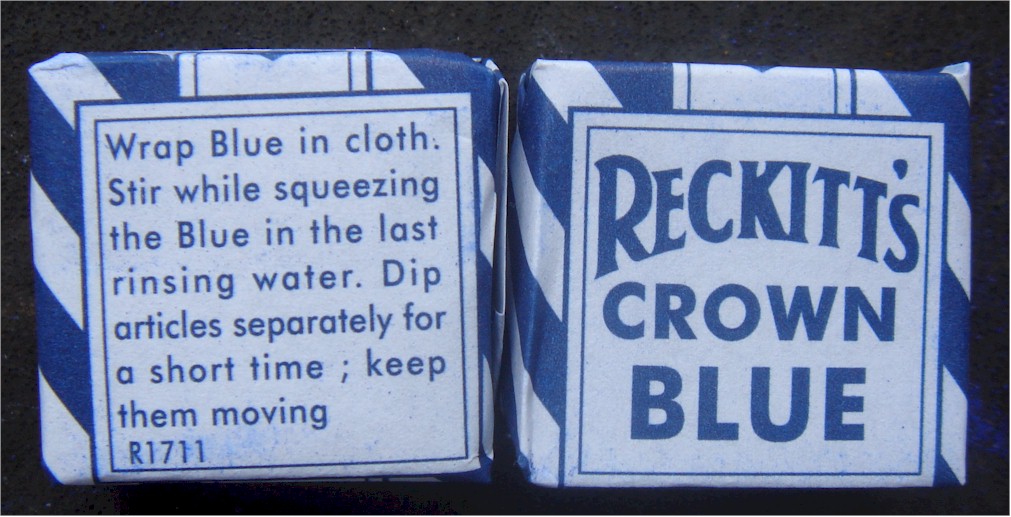 Wrap Blue in cloth.
Stir while squeezing
the Blue in the last
rinsing water. Dip
articles separately for
a short time ; keep
them moving
R1711
RECKITT'S
CROWN
BLUE